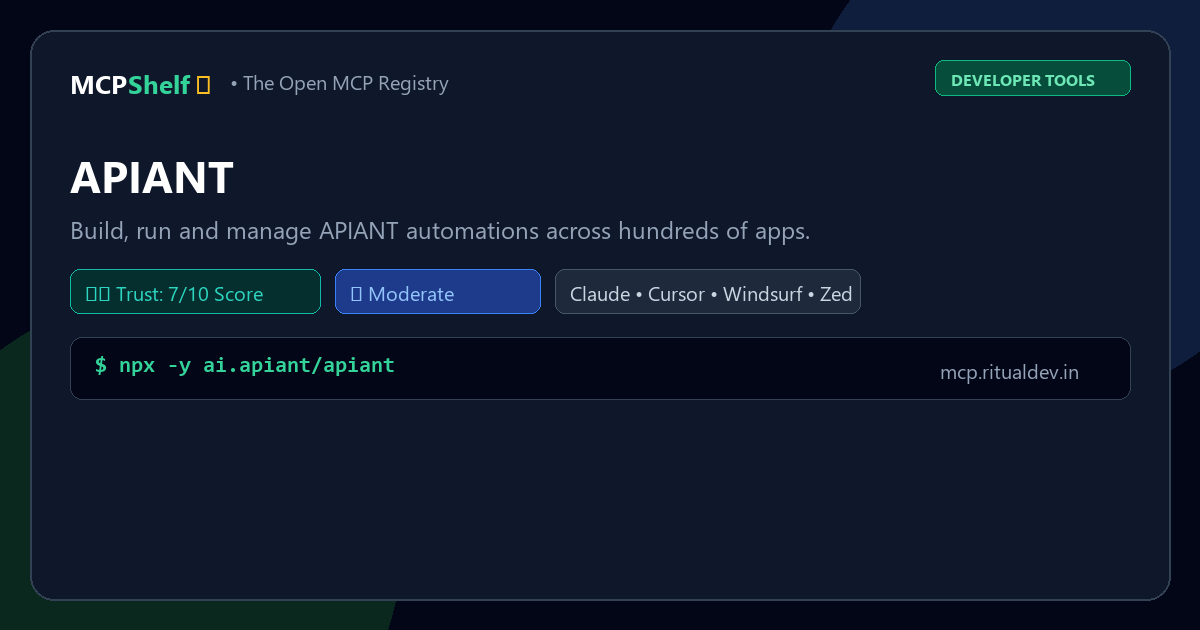 MCPShelf • The Open MCP Registry
DEVELOPER TOOLS
APIANT
Build, run and manage APIANT automations across hundreds of apps.
Trust: 7/10 Score
Moderate
Claude • Cursor • Windsurf • Zed
$ npx -y ai.apiant/apiant
mcp.ritualdev.in